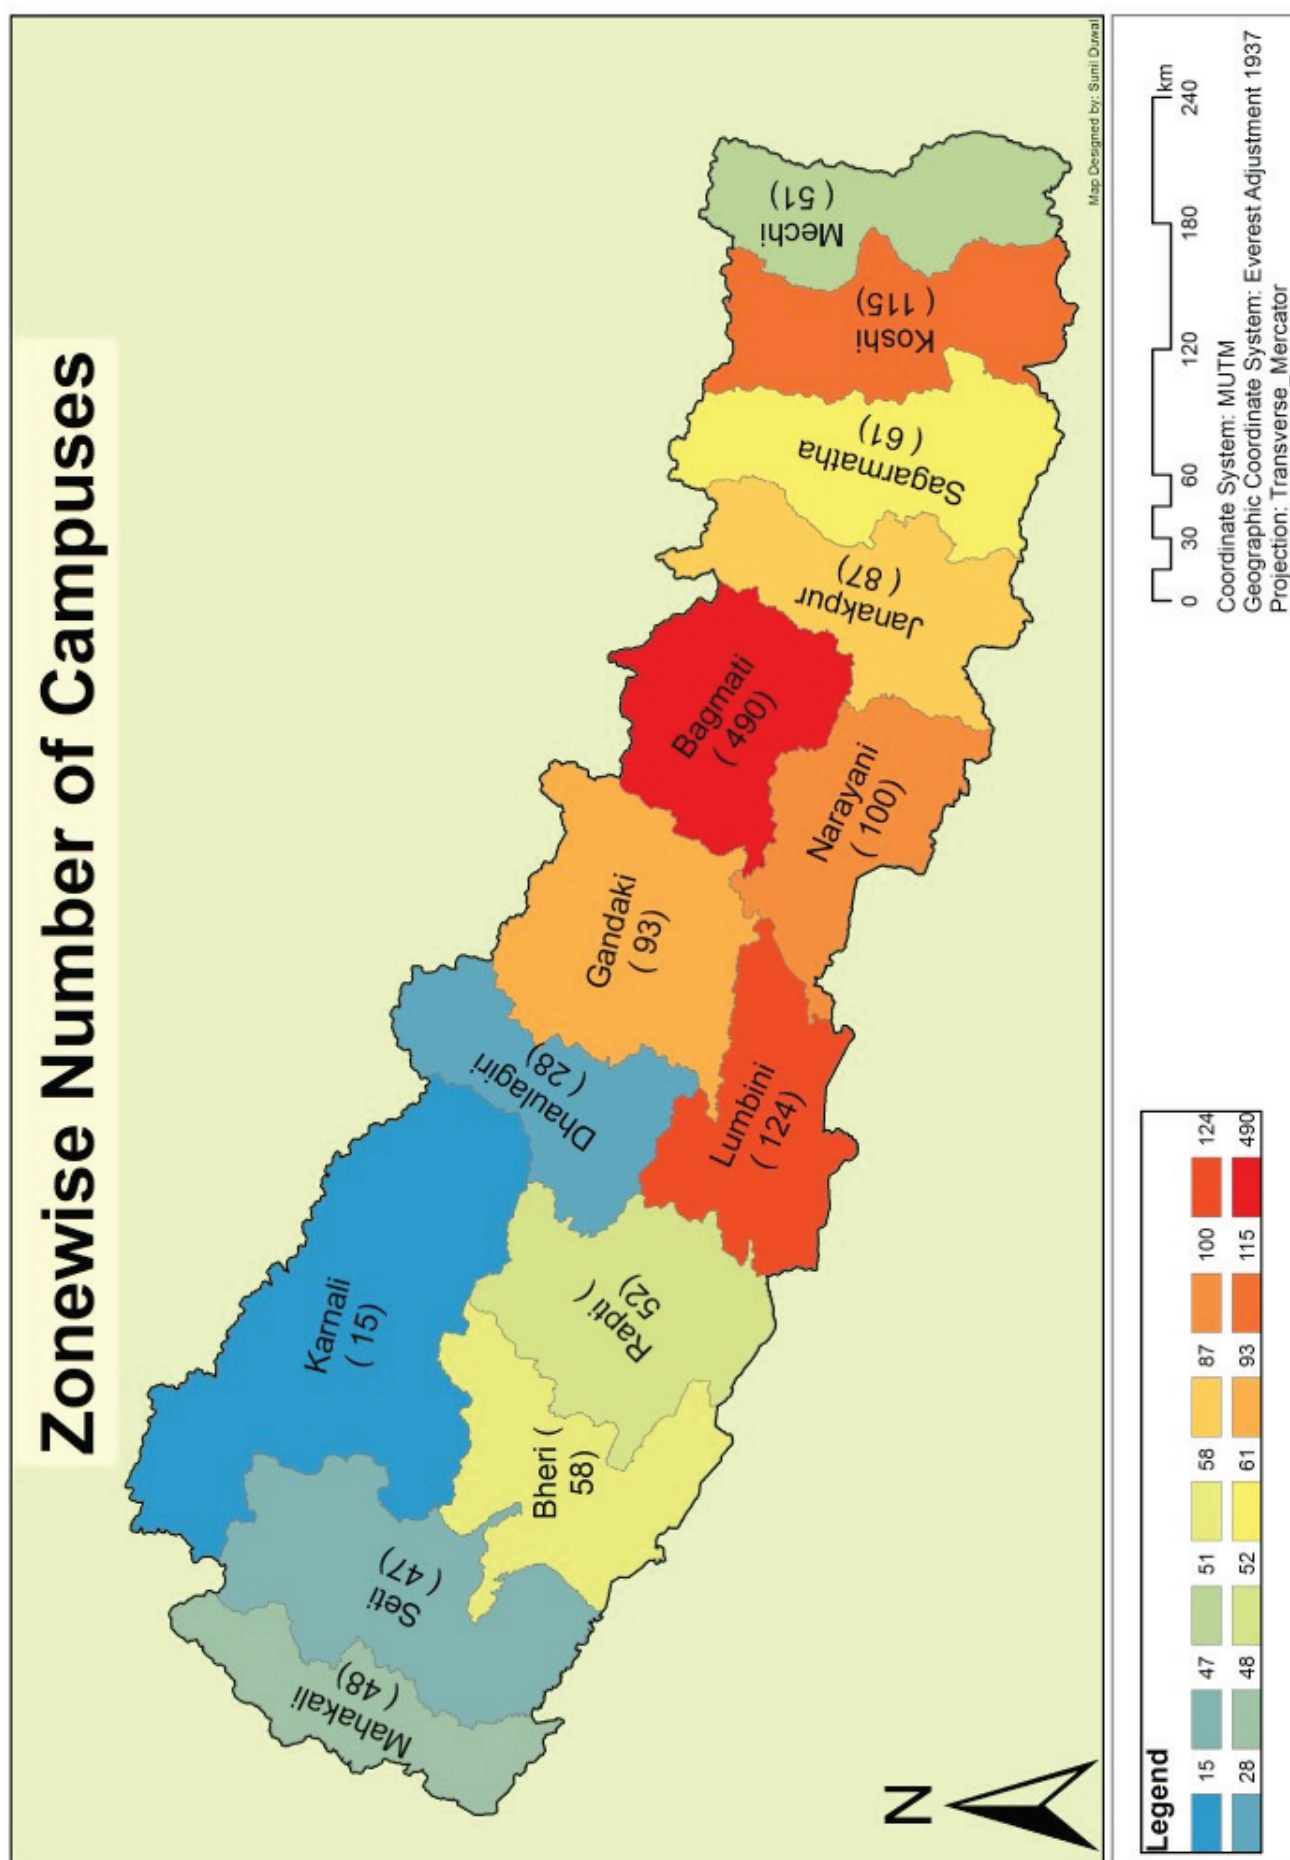 Zonewise Number of Campuses
Mahakali
( 48)
Seti
( 47)
Karnali
( 15)
Bheri (
58)
Rapti (
52)
Dhaulagiri
( 28)
Gandaki
( 93)
Lumbini
( 124)
Bagmati
( 490)
Narayani
( 100)
Janakpur
( 87)
Sagarmatha
( 61)
Koshi
( 115)
Mechi
( 51)
N
Map Designed by: Sunil Duwal
Legend
15 47 51 58 87 100 124
28 48 52 61 93 115 490
0 30 60 120 180 240
km
Coordinate System: MUTM
Geographic Coordinate System: Everest Adjustment 1937
Projection: Transverse_Mercator